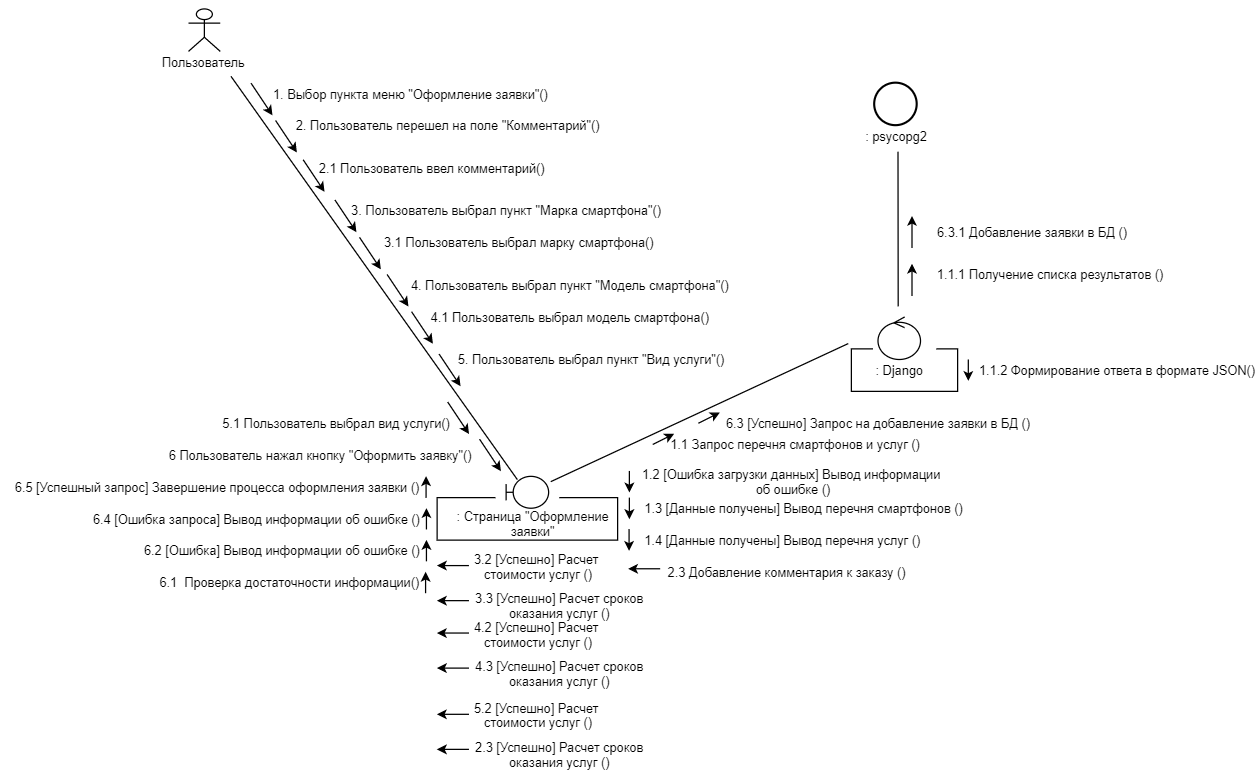 Пользователь
1. Выбор пункта меню "Оформление заявки"()
2. Пользователь перешел на поле "Комментарий"()
2.1 Пользователь ввел комментарий()
3. Пользователь выбрал пункт "Марка смартфона"()
3.1 Пользователь выбрал марку смартфона()
4. Пользователь выбрал пункт "Модель смартфона"()
4.1 Пользователь выбрал модель смартфона()
5. Пользователь выбрал пункт "Вид услуги"()
5.1 Пользователь выбрал вид услуги()
6 Пользователь нажал кнопку "Оформить заявку"()
: psycopg2
6.3.1 Добавление заявки в БД ()
1.1.1 Получение списка результатов ()
: Django
1.1.2 Формирование ответа в формате JSON()
6.3 [Успешно] Запрос на добавление заявки в БД ()
1.1 Запрос перечня смартфонов и услуг ()
6.5 [Успешный запрос] Завершение процесса оформления заявки ()
6.4 [Ошибка запроса] Вывод информации об ошибке ()
6.2 [Ошибка] Вывод информации об ошибке ()
6.1 Проверка достаточности информации()
: Страница "Оформление
заявки"
1.2 [Ошибка загрузки данных] Вывод информации
об ошибке ()
1.3 [Данные получены] Вывод перечня смартфонов ()
1.4 [Данные получены] Вывод перечня услуг ()
2.3 Добавление комментария к заказу ()
3.2 [Успешно] Расчет
стоимости услуг ()
3.3 [Успешно] Расчет сроков
оказания услуг ()
4.2 [Успешно] Расчет
стоимости услуг ()
4.3 [Успешно] Расчет сроков
оказания услуг ()
5.2 [Успешно] Расчет
стоимости услуг ()
2.3 [Успешно] Расчет сроков
оказания услуг ()